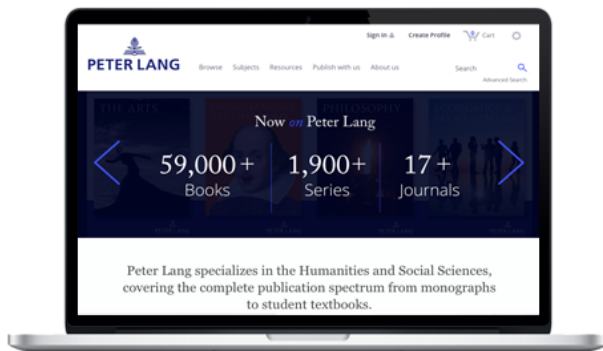 Sign in
Create Profile
Cart
PETER LANG
Browse
Subjects
Resources
Publish with us
About us
Search
Advanced Search
THE ARTS
PHILOSOPHY
Now on Peter Lang
59,000+
1,900+
17+
Books
Series
Journals
Peter Lang specializes in the Humanities and Social Sciences,
covering the complete publication spectrum from monographs
to student textbooks.